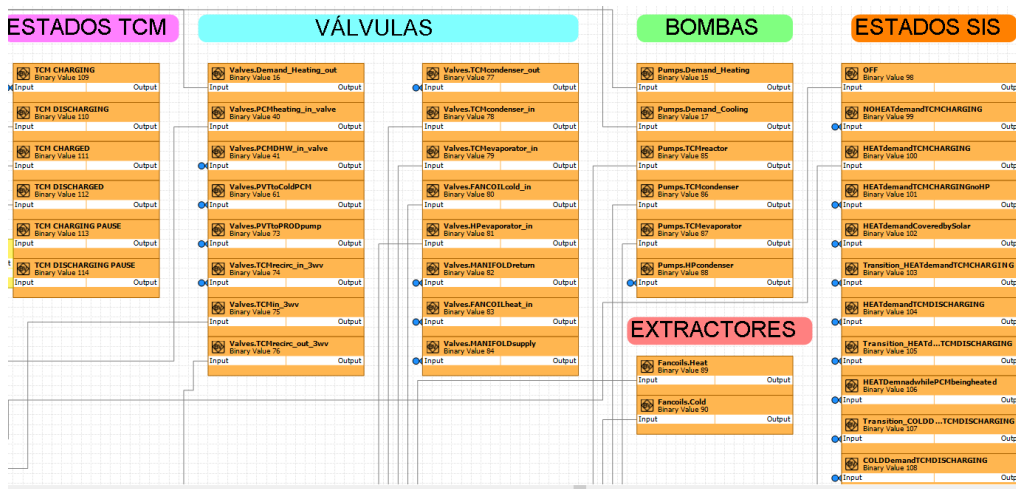 ESTADOS TCM
TCM CHARGING
Binary Value 109
Input Output
TCM DISCHARGING
Binary Value 110
Input Output
TCM CHARGED
Binary Value 111
Input Output
TCM DISCHARGED
Binary Value 112
Input Output
TCM CHARGING PAUSE
Binary Value 113
Input Output
TCM DISCHARGING PAUSE
Binary Value 114
Input Output
VÁLVULAS
Valves.Demand_Heating_out
Binary Value 16
Input Output
Valves.PCMheating_in_valve
Binary Value 40
Input Output
Valves.PCMDHW_in_valve
Binary Value 41
Input Output
Valves.PVTtoColdPCM
Binary Value 61
Input Output
Valves.PVTtoPRODpump
Binary Value 73
Input Output
Valves.TCMrecirc_in_3wv
Binary Value 74
Input Output
Valves.TCMin_3wv
Binary Value 75
Input Output
Valves.TCMrecirc_out_3wv
Binary Value 76
Input Output
Valves.TCMcondenser_out
Binary Value 77
Input Output
Valves.TCMcondenser_in
Binary Value 78
Input Output
Valves.TCMevaporator_in
Binary Value 79
Input Output
Valves.FANCOILcold_in
Binary Value 80
Input Output
Valves.HPevaporator_in
Binary Value 81
Input Output
Valves.MANIFOLDreturn
Binary Value 82
Input Output
Valves.FANCOILheat_in
Binary Value 83
Input Output
Valves.MANIFOLDsupply
Binary Value 84
Input Output
BOMBAS
Pumps.Demand_Heating
Binary Value 15
Input Output
Pumps.Demand_Cooling
Binary Value 17
Input Output
Pumps.TCMreactor
Binary Value 85
Input Output
Pumps.TCMcondenser
Binary Value 86
Input Output
Pumps.TCMevaporator
Binary Value 87
Input Output
Pumps.HPcondenser
Binary Value 88
Input Output
EXTRACTORES
Fancoils.Heat
Binary Value 89
Input Output
Fancoils.Cold
Binary Value 90
Input Output
ESTADOS SIS
OFF
Binary Value 98
Input Outp
NOHEATdemandTCMCHARGING
Binary Value 99
Input Outp
HEATdemandTCMCHARGING
Binary Value 100
Input Outp
HEATdemandTCMCHARGINGnoHP
Binary Value 101
Input Outp
HEATdemandCoveredbySolar
Binary Value 102
Input Outp
Transition_HEATdemandTCMCHARGING
Binary Value 103
Input Outp
HEATdemandTCMDISCHARGING
Binary Value 104
Input Outp
Transition_HEATd...TCMDISCHARGING
Binary Value 105
Input Outp
HEATDemnadwhilePCMbeingheated
Binary Value 106
Input Outp
Transition_COLDD...TCMDISCHARGING
Binary Value 107
Input Outp
COLDDemandTCMDISCHARGING
Binary Value 108
Input Outp